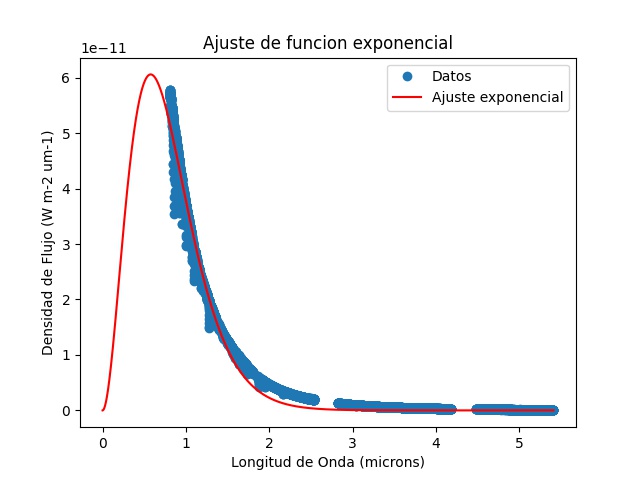 Ajuste de funcion exponencial
1e−11
Datos
Ajuste exponencial
6
5
4
3
2
1
0
Densidad de Flujo (W m-2 um-1)
0 1 2 3 4 5
Longitud de Onda (microns)